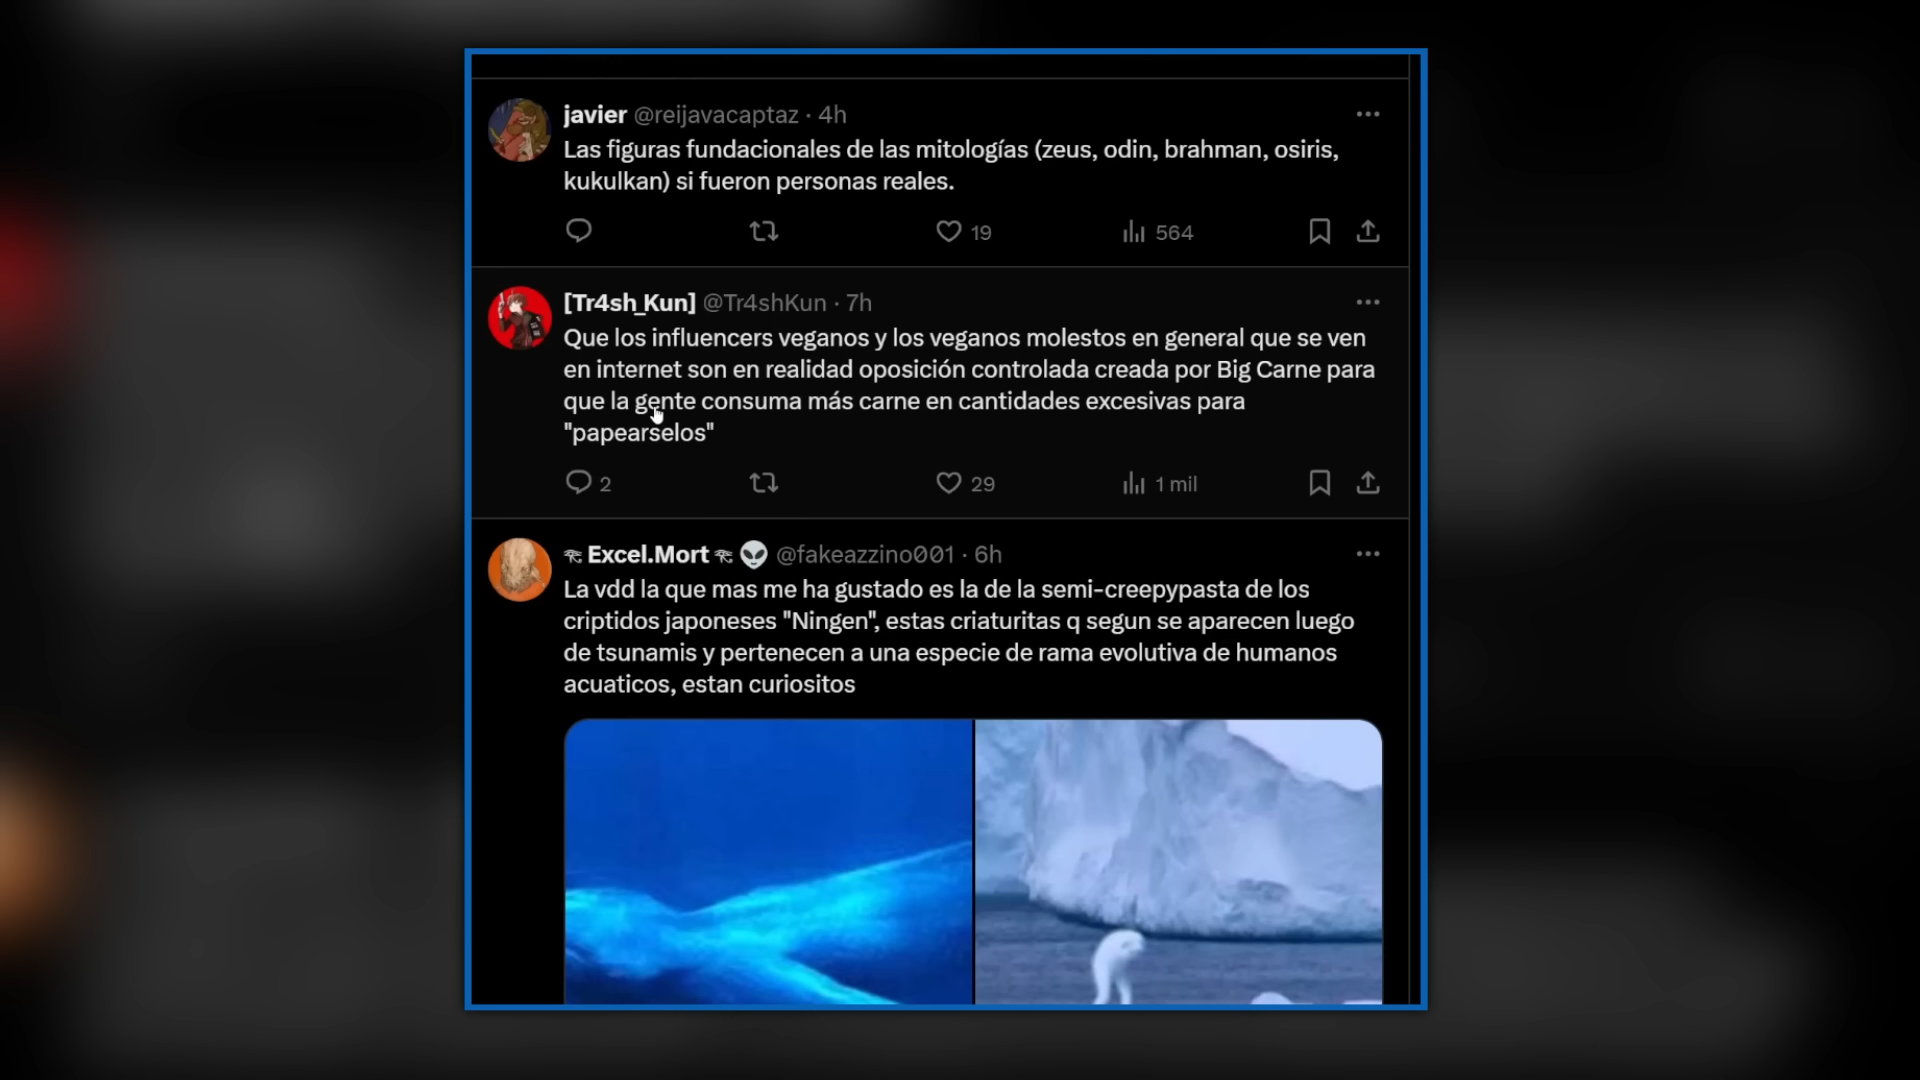 javier @reijavacaptaz · 4h
Las figuras fundacionales de las mitologías (zeus, odin, brahman, osiris,
kukulkan) si fueron personas reales.
19 564
[Tr4sh_Kun] @Tr4shKun · 7h
Que los influencers veganos y los veganos molestos en general que se ven
en internet son en realidad oposición controlada creada por Big Carne para
que la gente consuma más carne en cantidades excesivas para
"papearselos"
2 29 1 mil
Excel.Mort @fakeazzino001 · 6h
La vdd la que mas me ha gustado es la de la semi-creepypasta de los
criptidos japoneses "Ningen", estas criaturitas q segun se aparecen luego
de tsunamis y pertenecen a una especie de rama evolutiva de humanos
acuaticos, estan curiositos